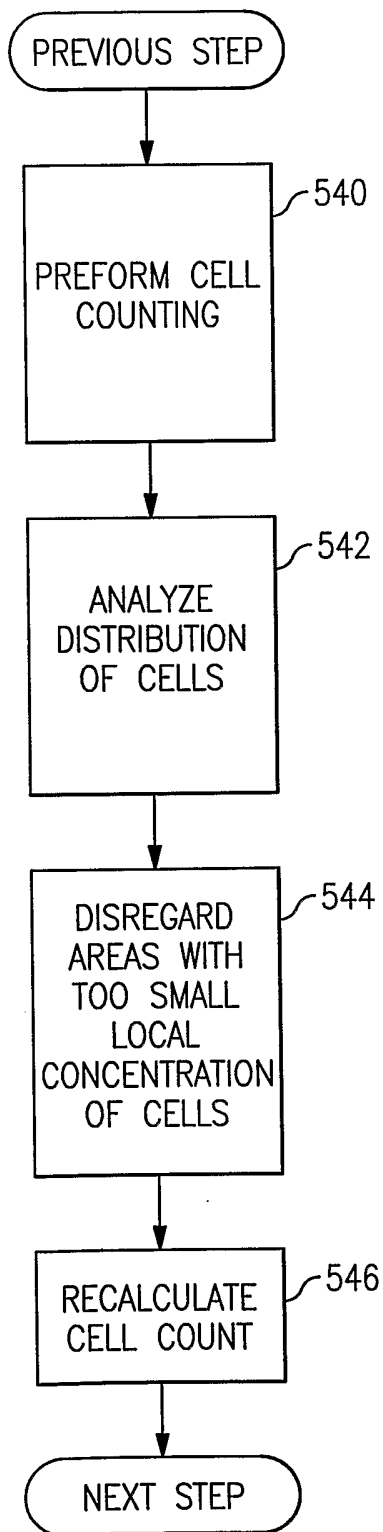 PREVIOUS STEP
540
PREFORM CELL
COUNTING
542
ANALYZE
DISTRIBUTION
OF CELLS
544
DISREGARD
AREAS WITH
TOO SMALL
LOCAL
CONCENTRATION
OF CELLS
546
RECALCULATE
CELL COUNT
NEXT STEP